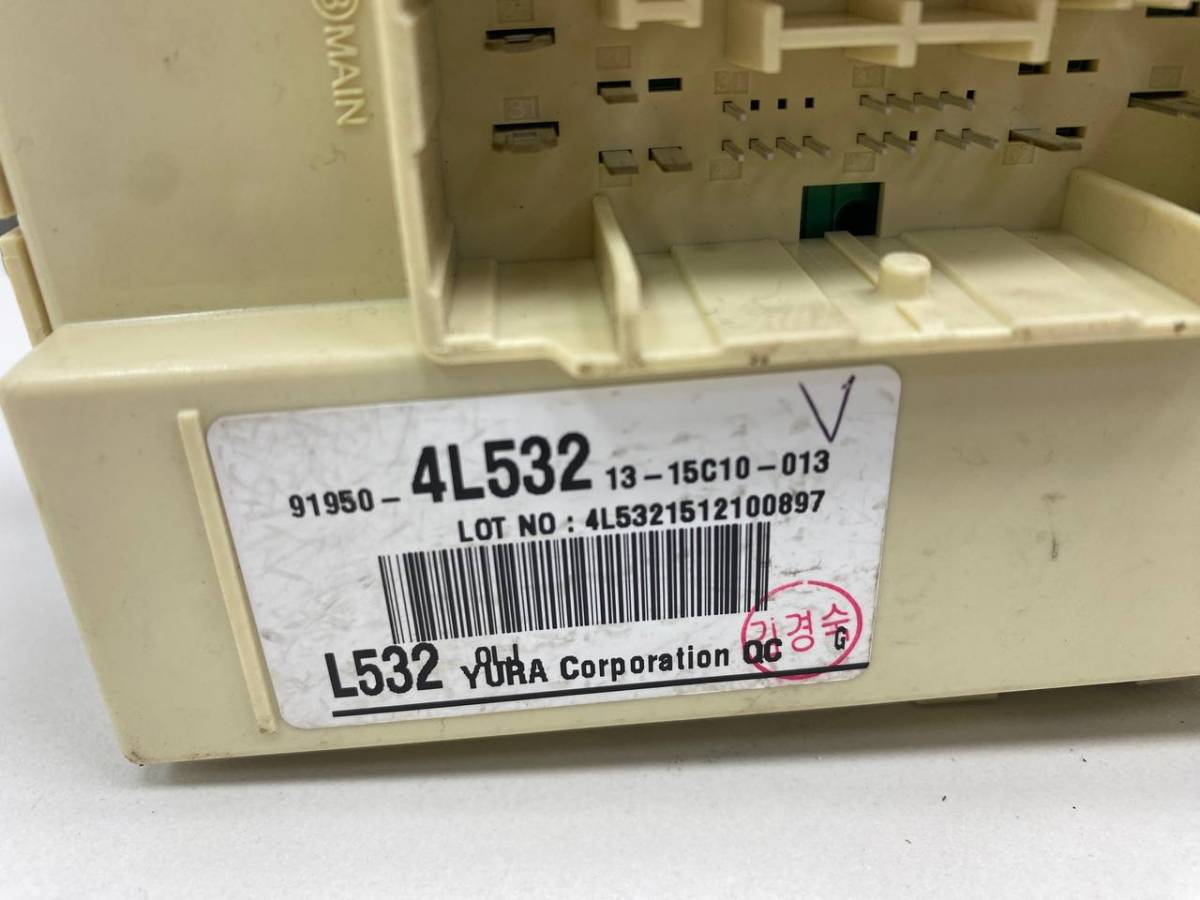 MAIN
91950- 4L532 13-15C10-013
LOT NO : 4L5321512100897
L532 YURA Corporation QC G
김경숙